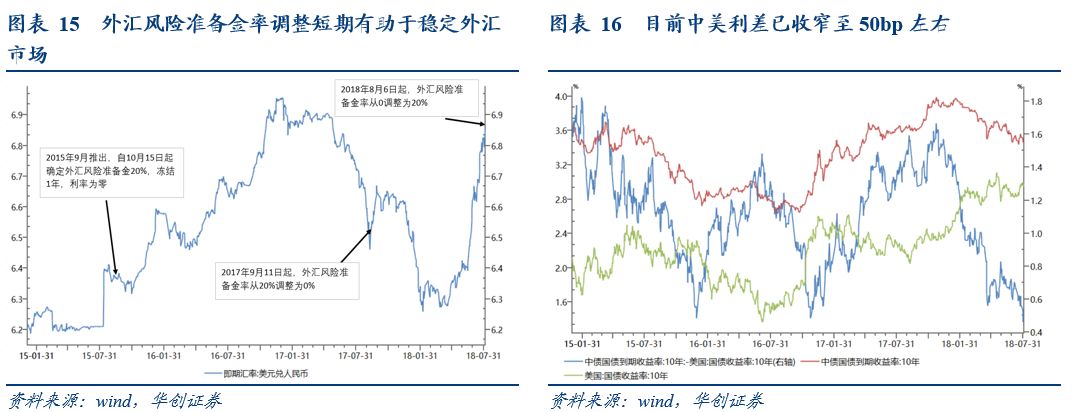 图表 15 外汇风险准备金率调整短期有助于稳定外汇
市场
2018年8月6日起,外汇风险准
备金率从0调整为20%
2015年9月推出,自10月15日起
确定外汇风险准备金20%,冻结
1年,利率为零
2017年9月11日起,外汇风险准
备金率从20%调整为0%
6.9
6.8
6.7
6.6
6.5
6.4
6.3
6.2
6.9
6.8
6.7
6.6
6.5
6.4
6.3
6.2
15-01-31 15-07-31 16-01-31 16-07-31 17-01-31 17-07-31 18-01-31 18-07-31
即期汇率:美元兑人民币
资料来源:wind,华创证券
图表 16 目前中美利差已收窄至 50bp 左右
% %
4.0
3.6
3.2
2.8
2.4
2.0
1.6
1.8
1.6
1.4
1.2
1.0
0.8
0.6
0.4
15-01-31 15-07-31 16-01-31 16-07-31 17-01-31 17-07-31 18-01-31 18-07-31
中债国债到期收益率:10年:-美国:国债收益率:10年(右轴) 中债国债到期收益率:10年
美国:国债收益率:10年
资料来源:wind,华创证券